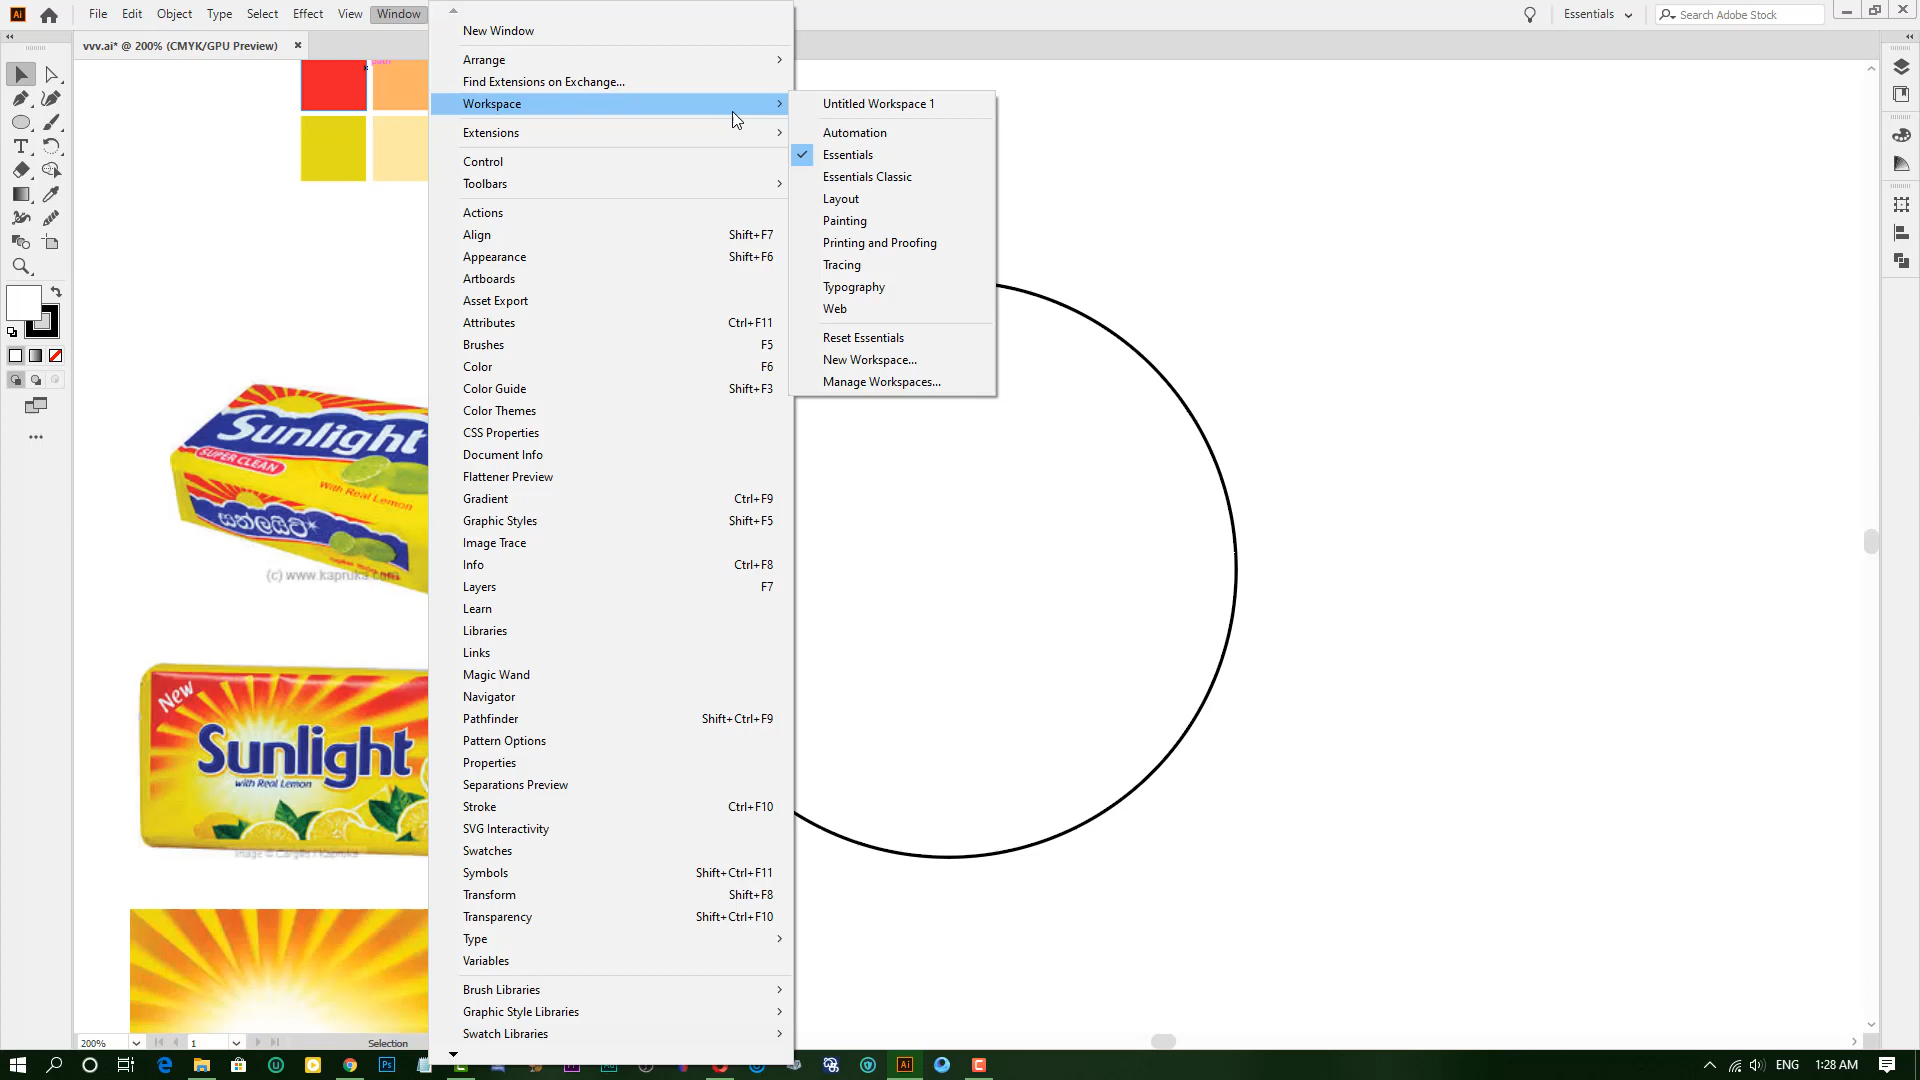 File Edit Object Type Select Effect View Window
Essentials
Search Adobe Stock
vvv.ai* @ 200% (CMYK/GPU Preview)
path
New Window
Arrange
Find Extensions on Exchange...
Workspace
Extensions
Control
Toolbars
Actions
Align Shift+F7
Appearance Shift+F6
Artboards
Asset Export
Attributes Ctrl+F11
Brushes F5
Color F6
Color Guide Shift+F3
Color Themes
CSS Properties
Document Info
Flattener Preview
Gradient Ctrl+F9
Graphic Styles Shift+F5
Image Trace
Info Ctrl+F8
Layers F7
Learn
Libraries
Links
Magic Wand
Navigator
Pathfinder Shift+Ctrl+F9
Pattern Options
Properties
Separations Preview
Stroke Ctrl+F10
SVG Interactivity
Swatches
Symbols Shift+Ctrl+F11
Transform Shift+F8
Transparency Shift+Ctrl+F10
Type
Variables
Brush Libraries
Graphic Style Libraries
Swatch Libraries
Untitled Workspace 1
Automation
Essentials
Essentials Classic
Layout
Painting
Printing and Proofing
Tracing
Typography
Web
Reset Essentials
New Workspace...
Manage Workspaces...
Sunlight
SUPER CLEAN
With Real Lemon
සන්ලයිට්
(c) www.kapruka.com
New
Sunlight
with Real Lemon
200%
1
Selection
ENG
1:28 AM